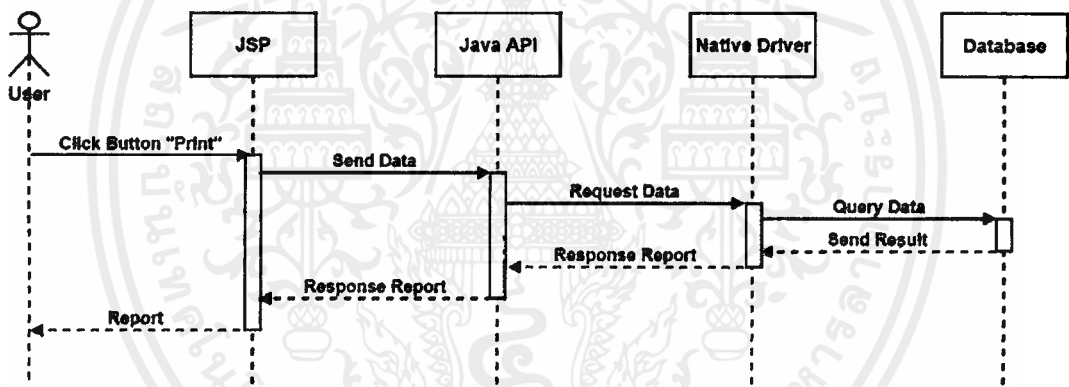 JSP
Java API
Native Driver
Database
User
Click Button "Print"
Send Data
Request Data
Query Data
Send Result
Response Report
Response Report
Report